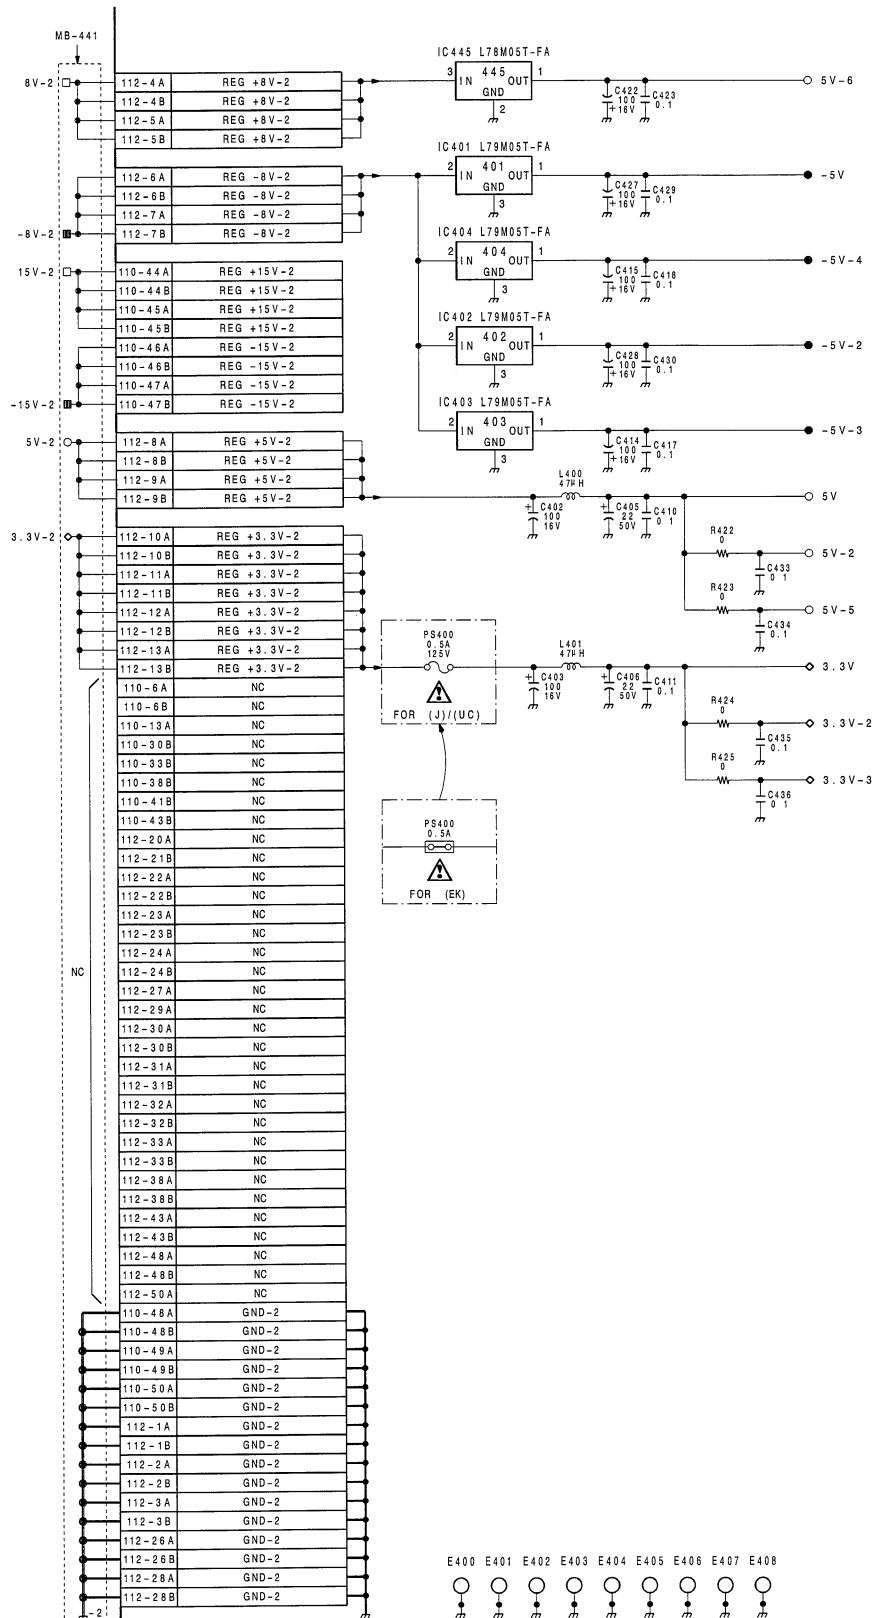 MB-441
8V-2
112-4A REG +8V-2
112-4B REG +8V-2
112-5A REG +8V-2
112-5B REG +8V-2
112-6A REG -8V-2
112-6B REG -8V-2
112-7A REG -8V-2
-8V-2 112-7B REG -8V-2
15V-2 110-44A REG +15V-2
110-44B REG +15V-2
110-45A REG +15V-2
110-45B REG +15V-2
110-46A REG -15V-2
110-46B REG -15V-2
110-47A REG -15V-2
-15V-2 110-47B REG -15V-2
5V-2 112-8A REG +5V-2
112-8B REG +5V-2
112-9A REG +5V-2
112-9B REG +5V-2
3.3V-2 112-10A REG +3.3V-2
112-10B REG +3.3V-2
112-11A REG +3.3V-2
112-11B REG +3.3V-2
112-12A REG +3.3V-2
112-12B REG +3.3V-2
112-13A REG +3.3V-2
112-13B REG +3.3V-2
110-6A NC
110-6B NC
110-13A NC
110-30B NC
110-33B NC
110-38B NC
110-41B NC
110-43B NC
112-20A NC
112-21B NC
112-22A NC
112-22B NC
112-23A NC
112-23B NC
112-24A NC
NC 112-24B NC
112-27A NC
112-29A NC
112-30A NC
112-30B NC
112-31A NC
112-31B NC
112-32A NC
112-32B NC
112-33A NC
112-33B NC
112-38A NC
112-38B NC
112-43A NC
112-43B NC
112-48A NC
112-48B NC
112-50A NC
110-48A GND-2
110-48B GND-2
110-49A GND-2
110-49B GND-2
110-50A GND-2
110-50B GND-2
112-1A GND-2
112-1B GND-2
112-2A GND-2
112-2B GND-2
112-3A GND-2
112-3B GND-2
112-26A GND-2
112-26B GND-2
112-28A GND-2
112-28B GND-2
-2
IC445 L78M05T-FA
3 IN 445 OUT 1
GND
2
C422 100 +16V
C423 0.1
5V-6
IC401 L79M05T-FA
2 IN 401 OUT 1
GND
3
C427 100 +16V
C429 0.1
-5V
IC404 L79M05T-FA
2 IN 404 OUT 1
GND
3
C415 100 +16V
C418 0.1
-5V-4
IC402 L79M05T-FA
2 IN 402 OUT 1
GND
3
C428 100 +16V
C430 0.1
-5V-2
IC403 L79M05T-FA
2 IN 403 OUT 1
GND
3
C414 100 +16V
C417 0.1
-5V-3
L400
47µH
+ C402 100 16V
+ C405 22 50V
C410 0 1
5V
R422
0
C433 0 1
5V-2
R423
0
C434 0.1
5V-5
PS400
0.5A
125V
FOR (J)/(UC)
L401
47µH
+ C403 100 16V
+ C406 22 50V
C411 0.1
3.3V
R424
0
C435 0.1
3.3V-2
R425
0
C436 0 1
3.3V-3
PS400
0.5A
FOR (EK)
E400 E401 E402 E403 E404 E405 E406 E407 E408